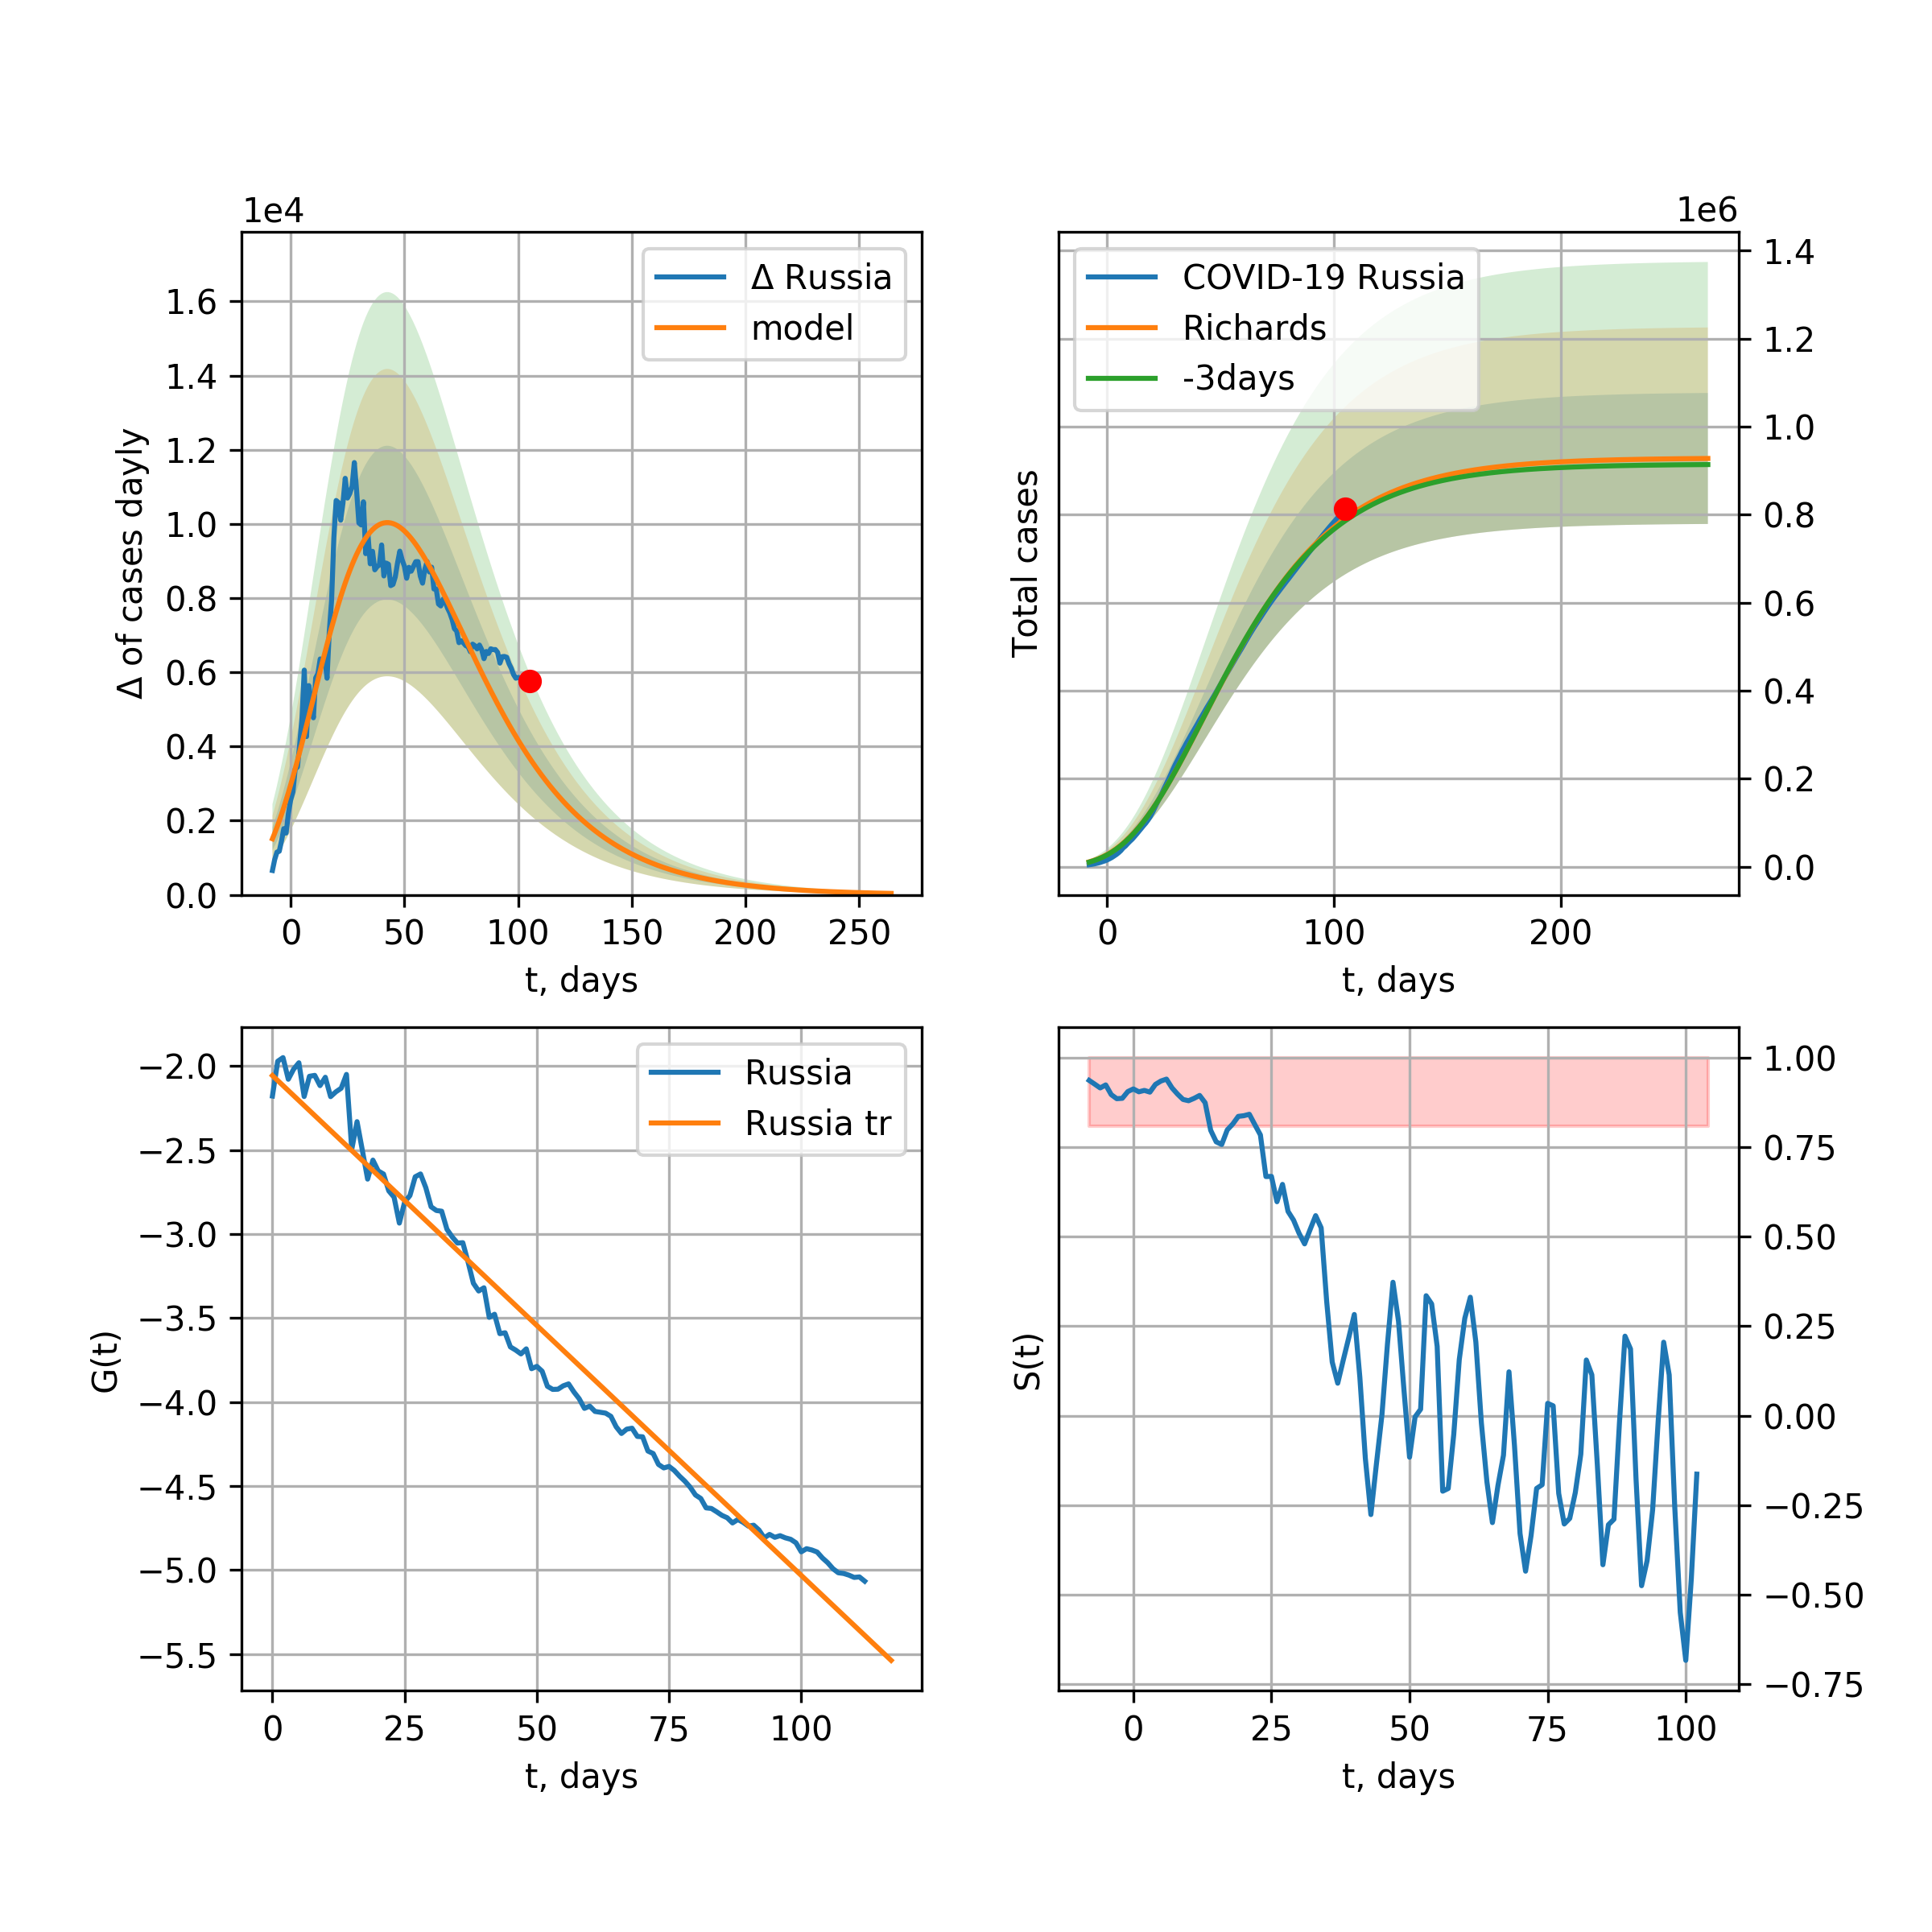 1e4
Δ Russia
model
1.6
1.4
1.2
1.0
0.8
0.6
0.4
0.2
0.0
Δ of cases dayly
0 50 100 150 200 250
t, days
1e6
COVID-19 Russia
Richards
-3days
1.4
1.2
1.0
0.8
0.6
0.4
0.2
0.0
Total cases
0 100 200
t, days
Russia
Russia tr
−2.0
−2.5
−3.0
−3.5
−4.0
−4.5
−5.0
−5.5
G(t)
0 25 50 75 100
t, days
1.00
0.75
0.50
0.25
0.00
−0.25
−0.50
−0.75
S(t)
0 25 50 75 100
t, days